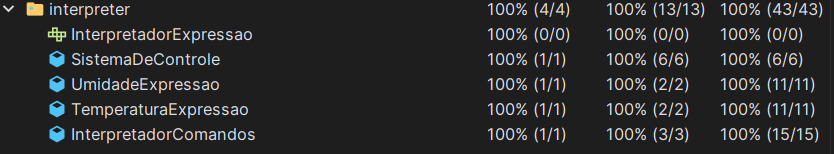 interpreter 100% (4/4) 100% (13/13) 100% (43/43)
InterpretadorExpressao 100% (0/0) 100% (0/0) 100% (0/0)
SistemaDeControle 100% (1/1) 100% (6/6) 100% (6/6)
UmidadeExpressao 100% (1/1) 100% (2/2) 100% (11/11)
TemperaturaExpressao 100% (1/1) 100% (2/2) 100% (11/11)
InterpretadorComandos 100% (1/1) 100% (3/3) 100% (15/15)